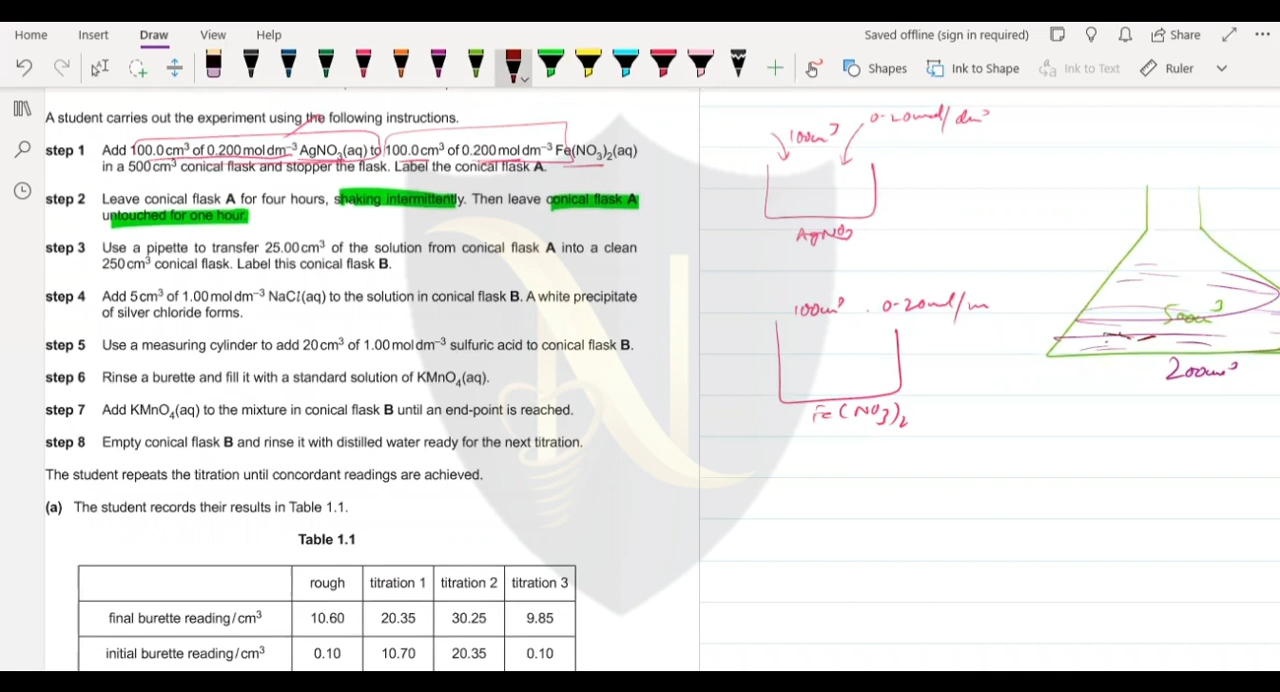 Home Insert Draw View Help Saved offline (sign in required) Share
Shapes Ink to Shape Ink to Text Ruler
A student carries out the experiment using the following instructions.
step 1 Add 100.0 cm³ of 0.200 mol dm⁻³ AgNO₃(aq) to 100.0 cm³ of 0.200 mol dm⁻³ Fe(NO₃)₂(aq)
in a 500 cm³ conical flask and stopper the flask. Label the conical flask A.
step 2 Leave conical flask A for four hours, shaking intermittently. Then leave conical flask A
untouched for one hour.
step 3 Use a pipette to transfer 25.00 cm³ of the solution from conical flask A into a clean
250 cm³ conical flask. Label this conical flask B.
step 4 Add 5 cm³ of 1.00 mol dm⁻³ NaCl(aq) to the solution in conical flask B. A white precipitate
of silver chloride forms.
step 5 Use a measuring cylinder to add 20 cm³ of 1.00 mol dm⁻³ sulfuric acid to conical flask B.
step 6 Rinse a burette and fill it with a standard solution of KMnO₄(aq).
step 7 Add KMnO₄(aq) to the mixture in conical flask B until an end-point is reached.
step 8 Empty conical flask B and rinse it with distilled water ready for the next titration.
The student repeats the titration until concordant readings are achieved.
(a) The student records their results in Table 1.1.
Table 1.1
rough titration 1 titration 2 titration 3
final burette reading/cm³ 10.60 20.35 30.25 9.85
initial burette reading/cm³ 0.10 10.70 20.35 0.10
100cm³ 0.20mol/dm³
AgNO₃
100cm³ . 0.20mol/m
Fe(NO₃)₂
500cm³
200cm³